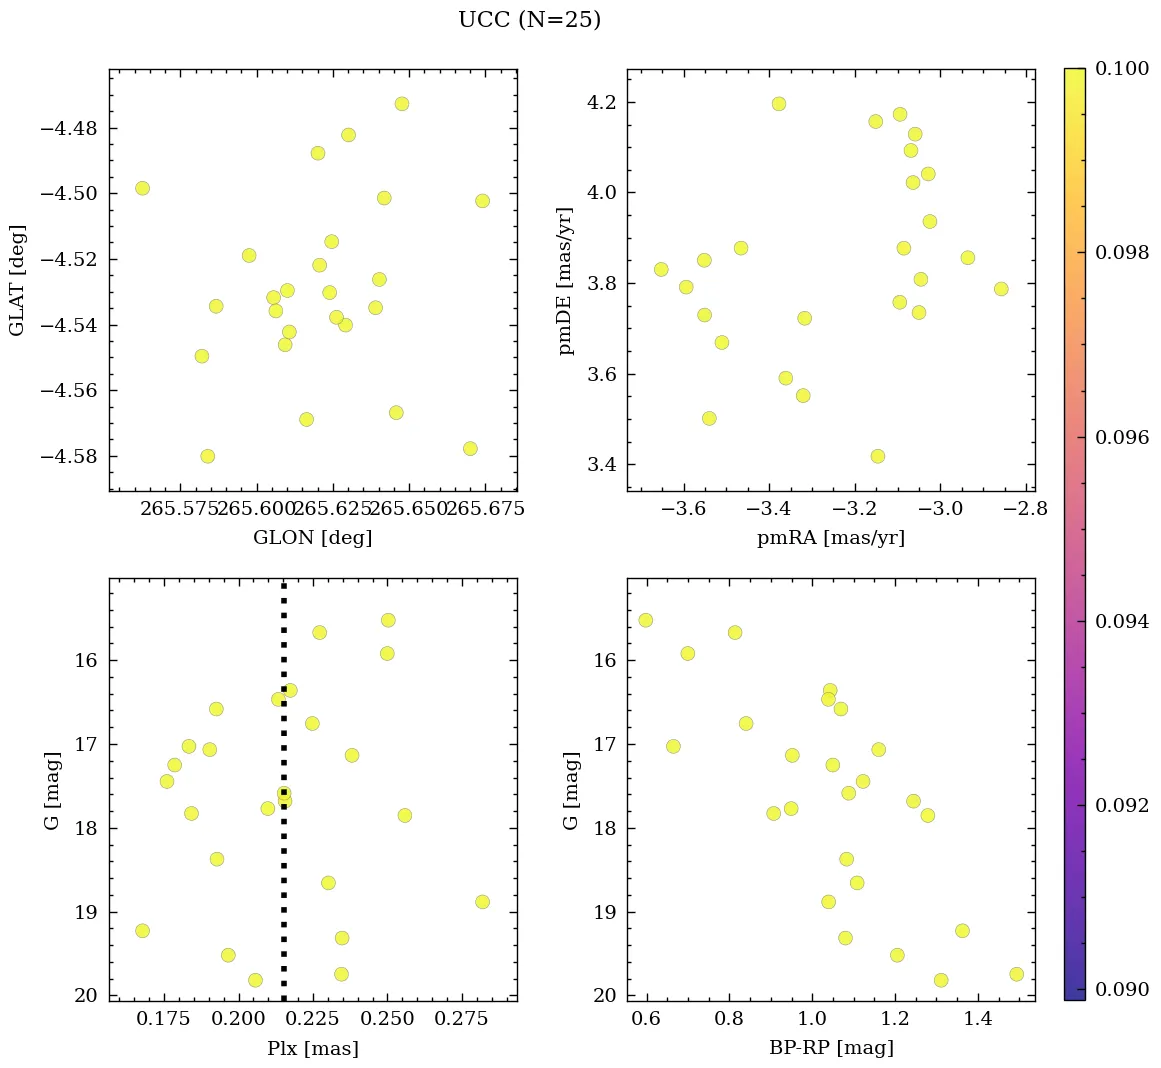 UCC (N=25)
−4.48
−4.50
−4.52
−4.54
−4.56
−4.58
GLAT [deg]
265.575 265.600 265.625 265.650 265.675
GLON [deg]
4.2
4.0
3.8
3.6
3.4
pmDE [mas/yr]
−3.6 −3.4 −3.2 −3.0 −2.8
pmRA [mas/yr]
16
17
18
19
20
G [mag]
0.175 0.200 0.225 0.250 0.275
Plx [mas]
16
17
18
19
20
G [mag]
0.6 0.8 1.0 1.2 1.4
BP-RP [mag]
0.100
0.098
0.096
0.094
0.092
0.090